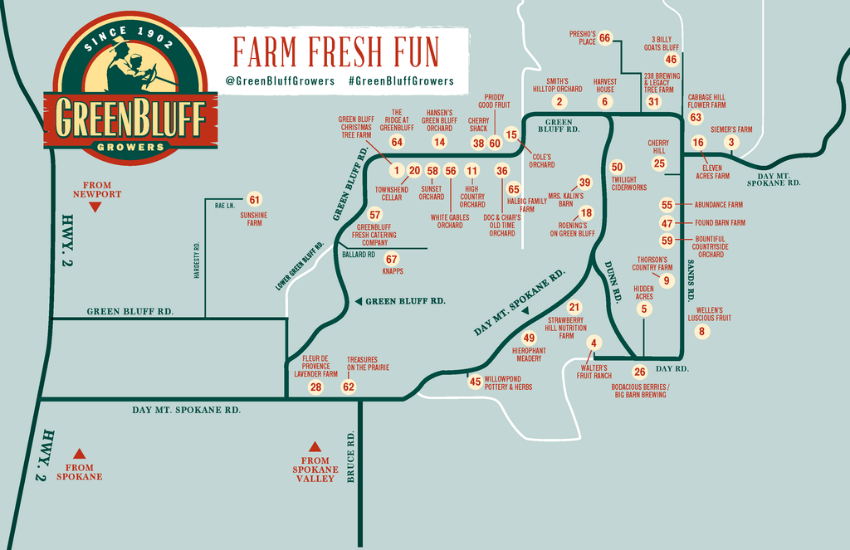 SINCE 1902
GREENBLUFF
GROWERS
FARM FRESH FUN
@GreenBluffGrowers #GreenBluffGrowers
PRESHO'S
PLACE
66
3 BILLY
GOATS BLUFF
46
SMITH'S
HILLTOP ORCHARD
2
HARVEST
HOUSE
6
238 BREWING
& LEGACY
TREE FARM
31
CABBAGE HILL
FLOWER FARM
63
GREEN BLUFF
CHRISTMAS
TREE FARM
THE
RIDGE AT
GREENBLUFF
64
HANSEN'S
GREEN BLUFF
ORCHARD
14
CHERRY
SHACK
38
PRIDDY
GOOD FRUIT
60
15
COLE'S
ORCHARD
GREEN
BLUFF RD.
CHERRY
HILL
25
16
ELEVEN
ACRES FARM
SIEMER'S FARM
3
DAY MT.
SPOKANE RD.
1
20
TOWNSHEND
CELLAR
58
SUNSET
ORCHARD
56
WHITE GABLES
ORCHARD
11
HIGH
COUNTRY
ORCHARD
36
DOC & CHAR'S
OLD TIME
ORCHARD
65
HALBIG FAMILY
FARM
39
MRS. KALIN'S
BARN
18
ROENING'S
ON GREEN BLUFF
50
TWILIGHT
CIDERWORKS
55 ABUNDANCE FARM
47 FOUND BARN FARM
59 BOUNTIFUL
COUNTRYSIDE
ORCHARD
FROM
NEWPORT
HWY. 2
RAE LN.
61
SUNSHINE
FARM
HARDESTY RD.
GREEN BLUFF RD.
57
GREENBLUFF
FRESH CATERING
COMPANY
BALLARD RD
67
KNAPPS
LOWER GREEN BLUFF RD.
GREEN BLUFF RD.
GREEN BLUFF RD.
DAY MT. SPOKANE RD.
DUNN RD.
SANDS RD.
THORSON'S
COUNTRY FARM
9
HIDDEN
ACRES
5
WELLEN'S
LUSCIOUS FRUIT
8
21
STRAWBERRY
HILL NUTRITION
FARM
49
HIEROPHANT
MEADERY
4
WALTER'S
FRUIT RANCH
DAY RD.
26
BODACIOUS BERRIES /
BIG BARN BREWING
45 WILLOWPOND
POTTERY & HERBS
FLEUR DE
PROVENCE
LAVENDER FARM
28
TREASURES
ON THE PRAIRIE
62
DAY MT. SPOKANE RD.
HWY. 2
FROM
SPOKANE
FROM
SPOKANE
VALLEY
BRUCE RD.